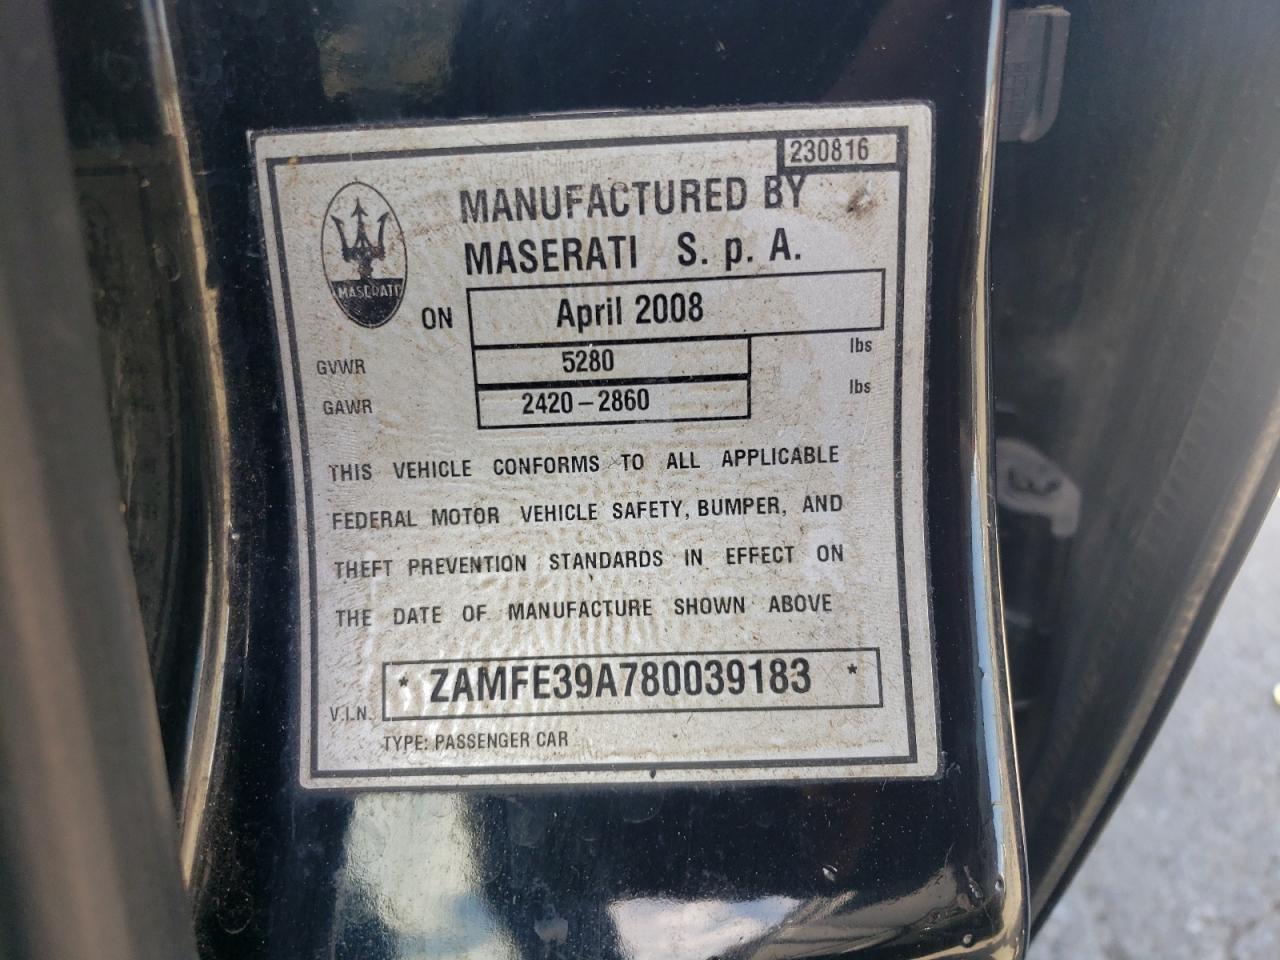 230816
MANUFACTURED BY
MASERATI S. p. A.
MASERATI
ON April 2008
GVWR 5280 lbs
GAWR 2420-2860 lbs
THIS VEHICLE CONFORMS TO ALL APPLICABLE
FEDERAL MOTOR VEHICLE SAFETY, BUMPER, AND
THEFT PREVENTION STANDARDS IN EFFECT ON
THE DATE OF MANUFACTURE SHOWN ABOVE
V.I.N. * ZAMFE39A780039183 *
TYPE: PASSENGER CAR